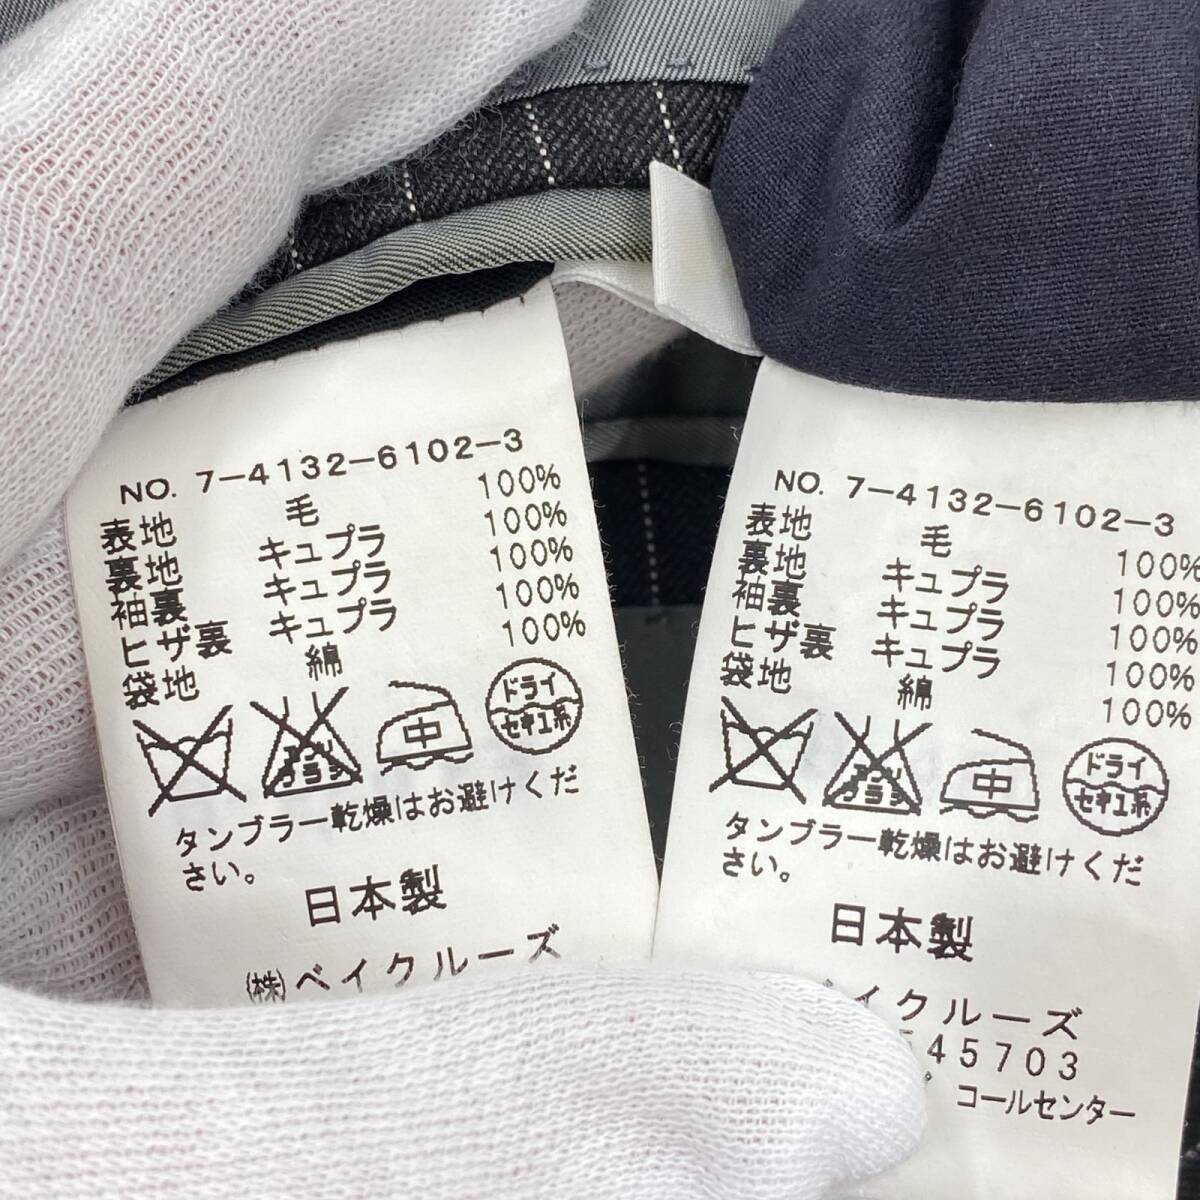 NO. 7-4132-6102-3
表地 毛 100%
裏地 キュプラ 100%
袖裏 キュプラ 100%
ヒザ裏 キュプラ 100%
袋地 綿 100%
中
ドライ
セキユ系
タンブラー乾燥はお避けくだ
さい。
日本製
㈱ベイクルーズ
NO. 7-4132-6102-3
表地 毛 100%
裏地 キュプラ 100%
袖裏 キュプラ 100%
ヒザ裏 キュプラ 100%
袋地 綿 100%
中
ドライ
セキユ系
タンブラー乾燥はお避けくだ
さい。
日本製
イクルーズ
45703
コールセンター